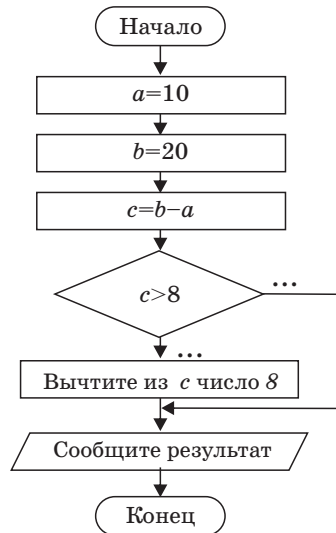 Начало
a=10
b=20
c=b–a
c>8
...
...
Вычтите из c число 8
Сообщите результат
Конец